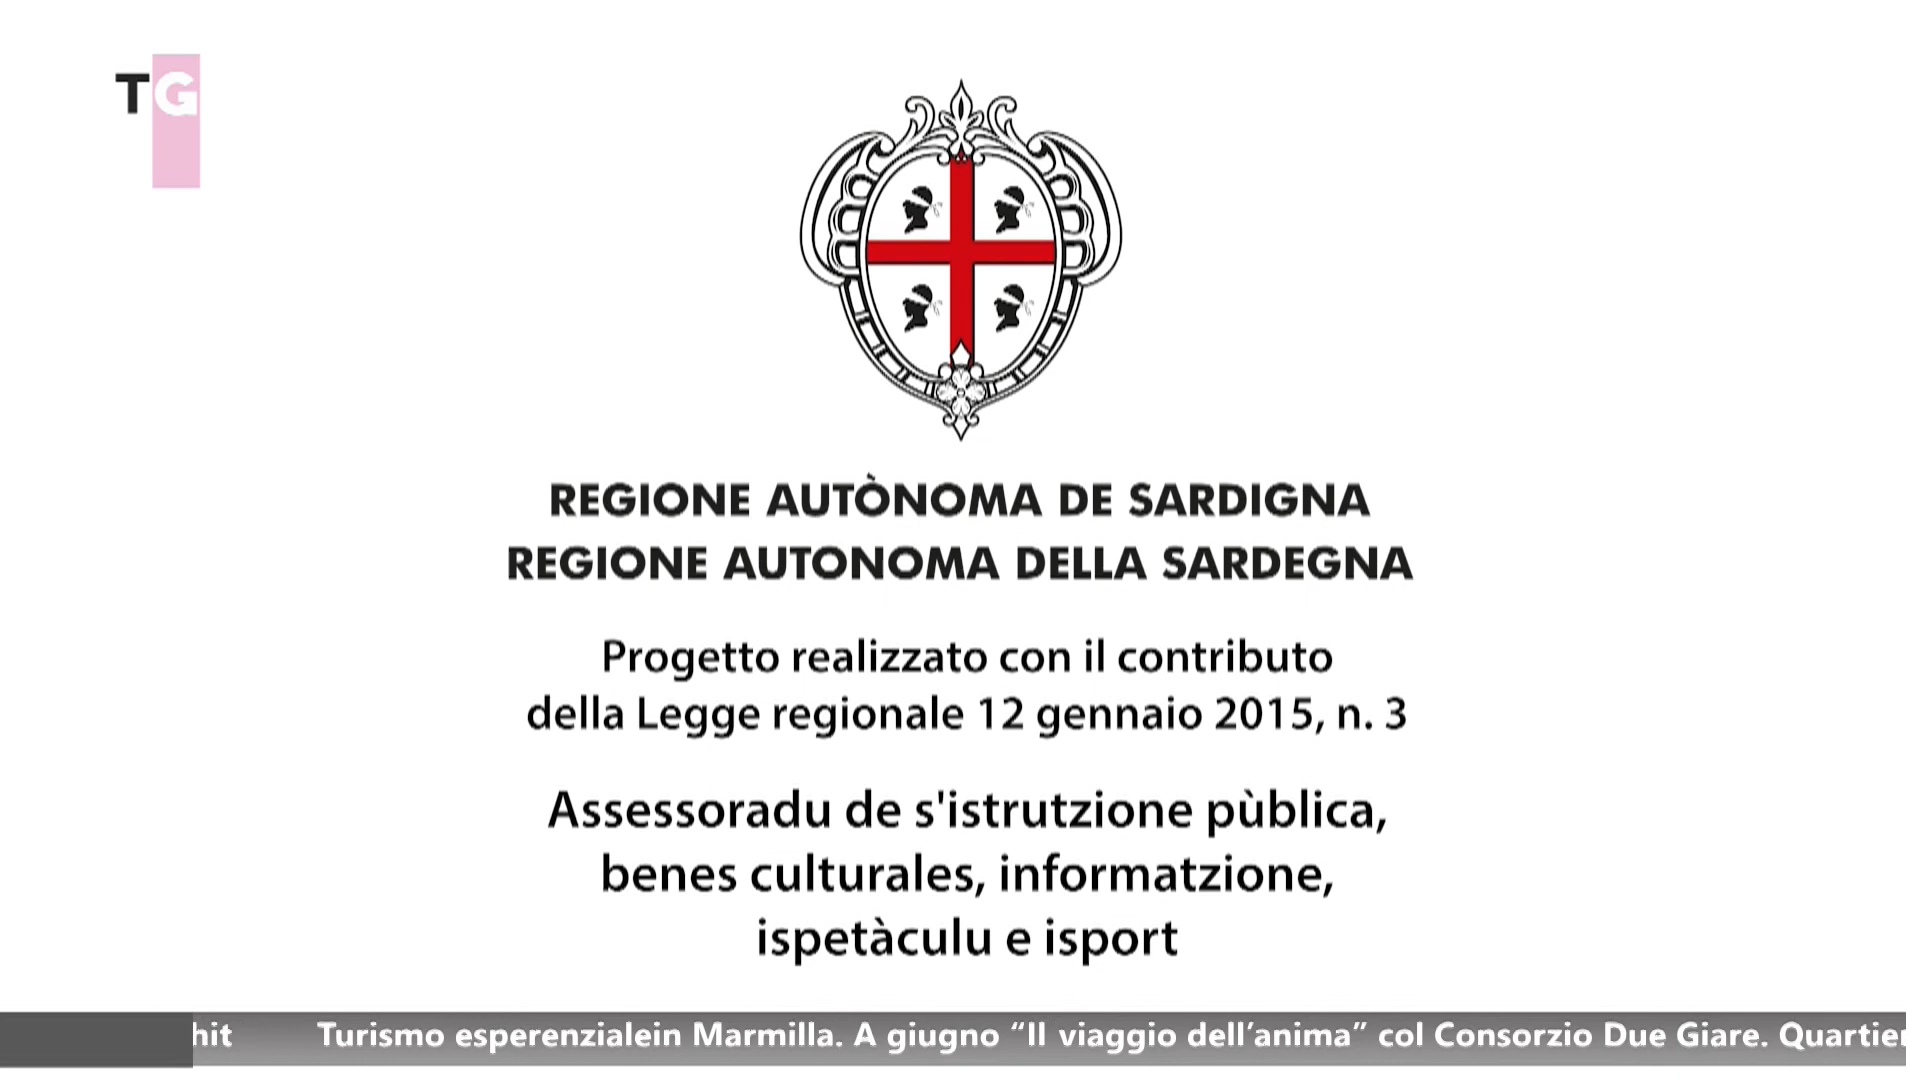 TG
REGIONE AUTÒNOMA DE SARDIGNA
REGIONE AUTONOMA DELLA SARDEGNA
Progetto realizzato con il contributo
della Legge regionale 12 gennaio 2015, n. 3
Assessoradu de s'istrutzione pùblica,
benes culturales, informatzione,
ispetàculu e isport
hit Turismo esperenzialein Marmilla. A giugno “Il viaggio dell’anima” col Consorzio Due Giare. Quartier